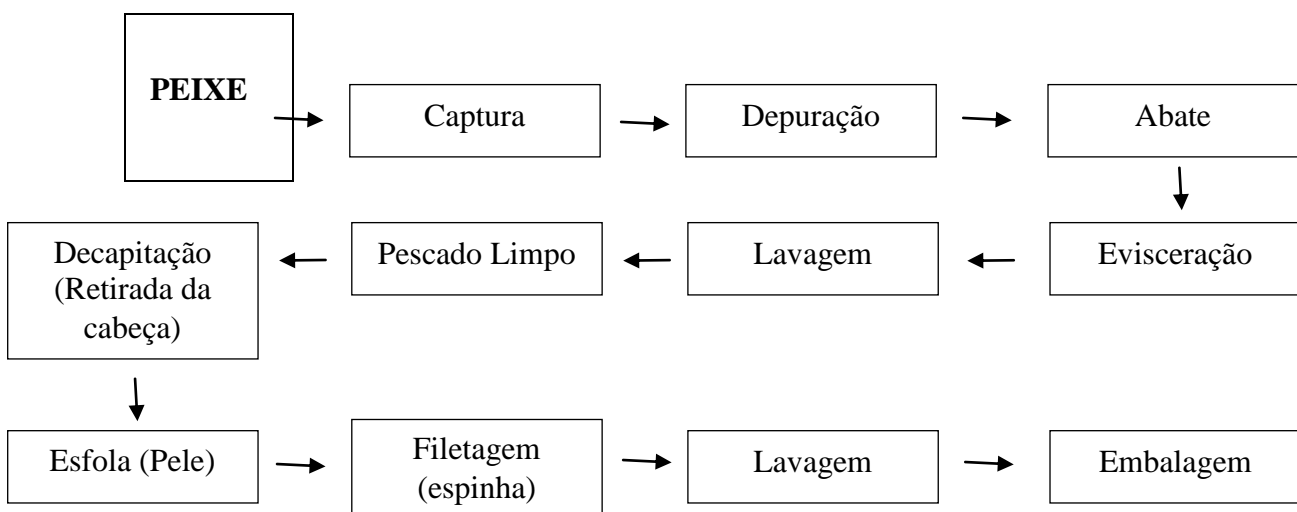 PEIXE
Captura
Depuração
Abate
Evisceração
Lavagem
Pescado Limpo
Decapitação
(Retirada da
cabeça)
Esfola (Pele)
Filetagem
(espinha)
Lavagem
Embalagem